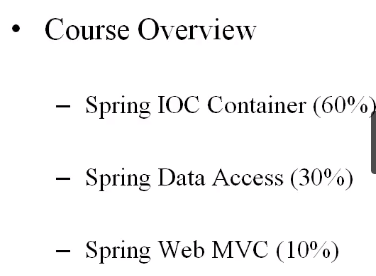 • Course Overview
– Spring IOC Container (60%)
– Spring Data Access (30%)
– Spring Web MVC (10%)